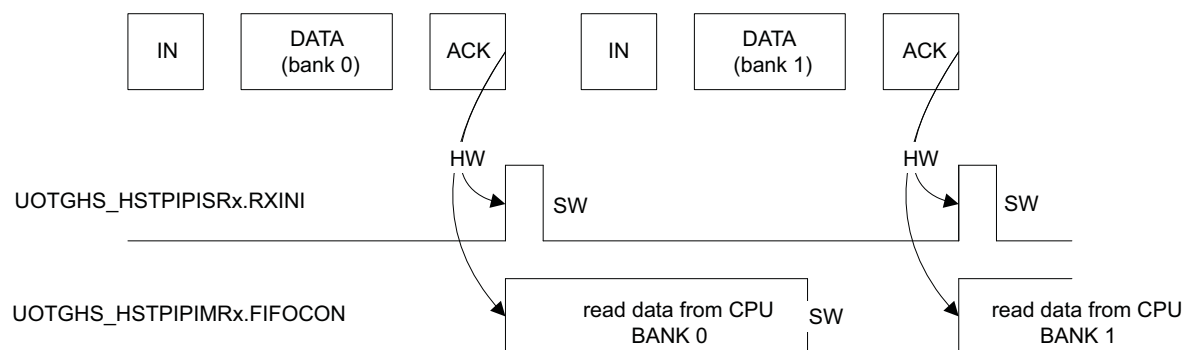 IN
DATA
(bank 0)
ACK
IN
DATA
(bank 1)
ACK
HW
HW
UOTGHS_HSTPIPISRx.RXINI
SW
SW
UOTGHS_HSTPIPIMRx.FIFOCON
read data from CPU
BANK 0
SW
read data from CPU
BANK 1